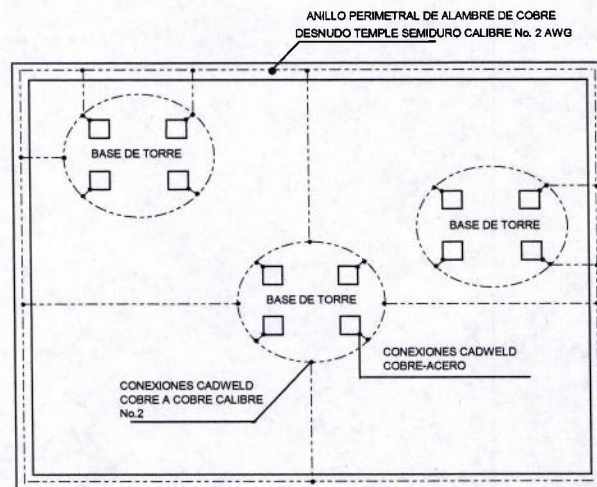 ANILLO PERIMETRAL DE ALAMBRE DE COBRE
DESNUDO TEMPLE SEMIDURO CALIBRE No. 2 AWG
BASE DE TORRE
BASE DE TORRE
BASE DE TORRE
CONEXIONES CADWELD
COBRE-ACERO
CONEXIONES CADWELD
COBRE A COBRE CALIBRE
No.2